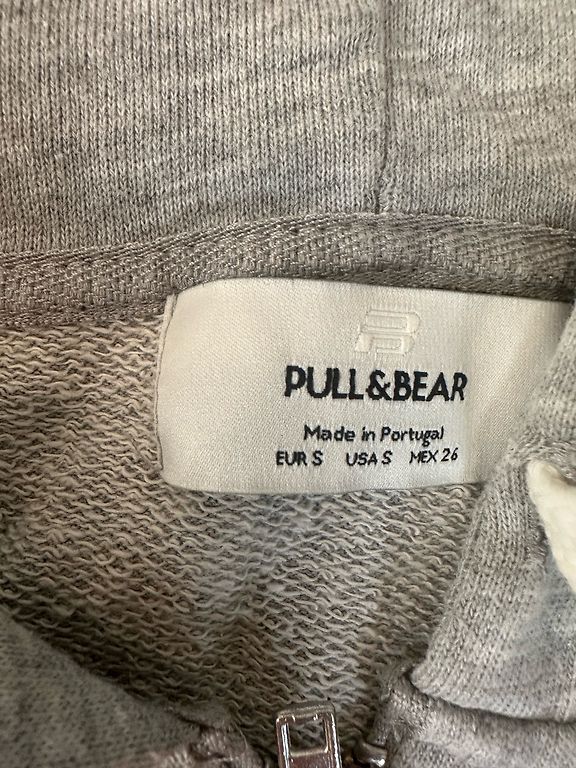 PULL&BEAR
Made in Portugal
EUR S USA S MEX 26